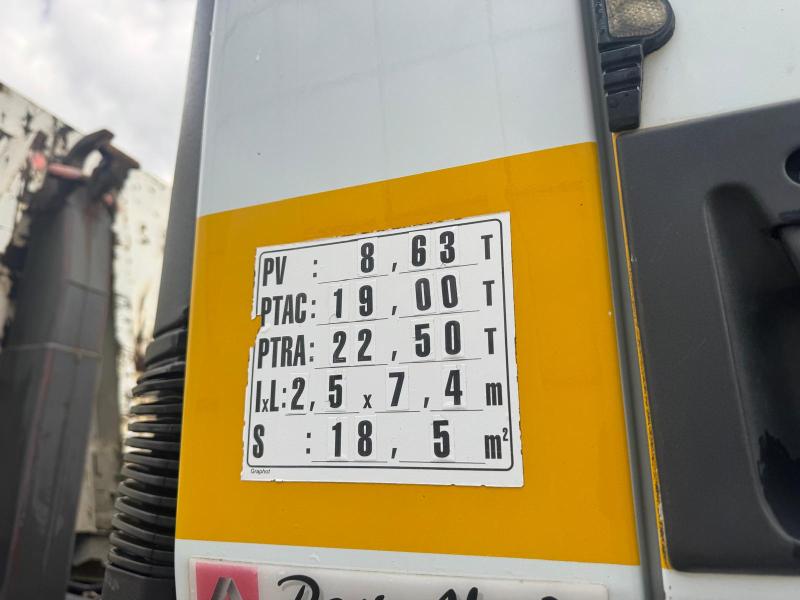 PV : 8,63 T
PTAC: 19,00 T
PTRA: 22,50 T
lxL: 2,5 x 7,4 m
S : 18,5 m²
Graphot